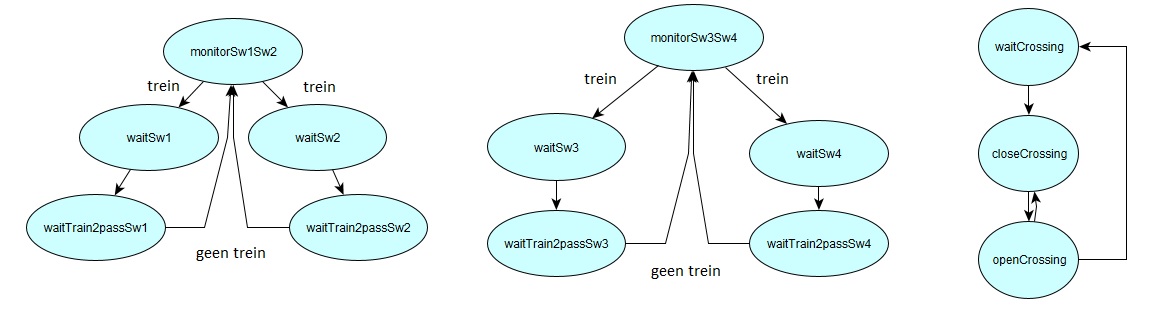 monitorSw1Sw2
trein
trein
waitSw1
waitSw2
waitTrain2passSw1
waitTrain2passSw2
geen trein
monitorSw3Sw4
trein
trein
waitSw3
waitSw4
waitTrain2passSw3
waitTrain2passSw4
geen trein
waitCrossing
closeCrossing
openCrossing